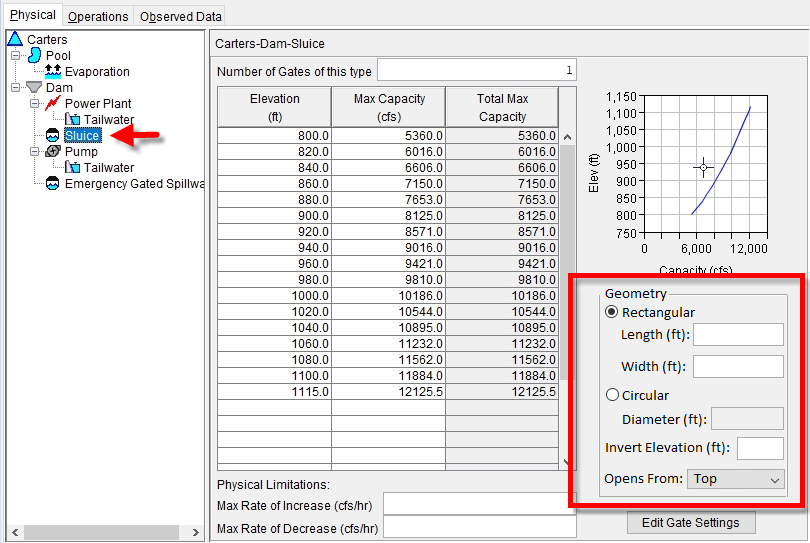 Physical Operations Observed Data
Carters
Pool
Evaporation
Dam
Power Plant
Tailwater
Sluice
Pump
Tailwater
Emergency Gated Spillwa
Carters-Dam-Sluice
Number of Gates of this type 1
Elevation (ft) Max Capacity (cfs) Total Max Capacity
800.0 5360.0 5360.0
820.0 6016.0 6016.0
840.0 6606.0 6606.0
860.0 7150.0 7150.0
880.0 7653.0 7653.0
900.0 8125.0 8125.0
920.0 8571.0 8571.0
940.0 9016.0 9016.0
960.0 9421.0 9421.0
980.0 9810.0 9810.0
1000.0 10186.0 10186.0
1020.0 10544.0 10544.0
1040.0 10895.0 10895.0
1060.0 11232.0 11232.0
1080.0 11562.0 11562.0
1100.0 11884.0 11884.0
1115.0 12125.5 12125.5
Physical Limitations:
Max Rate of Increase (cfs/hr)
Max Rate of Decrease (cfs/hr)
Elev (ft)
1,150
1,100
1,050
1,000
950
900
850
800
750
0 6,000 12,000
Capacity (cfs)
Geometry
Rectangular
Length (ft):
Width (ft):
Circular
Diameter (ft):
Invert Elevation (ft):
Opens From: Top
Edit Gate Settings